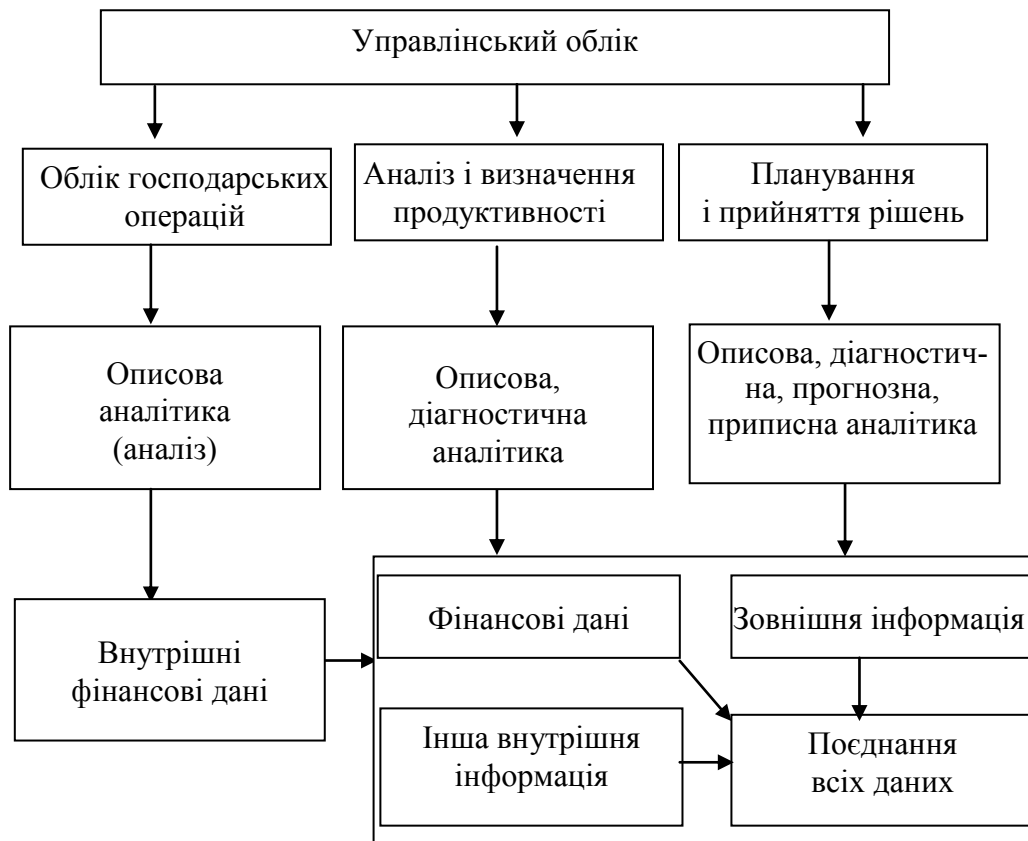 Управлінський облік
Облік господарських
операцій
Аналіз і визначення
продуктивності
Планування
і прийняття рішень
Описова
аналітика
(аналіз)
Описова,
діагностична
аналітика
Описова, діагностич-
на, прогнозна,
приписна аналітика
Внутрішні
фінансові дані
Фінансові дані
Зовнішня інформація
Інша внутрішня
інформація
Поєднання
всіх даних